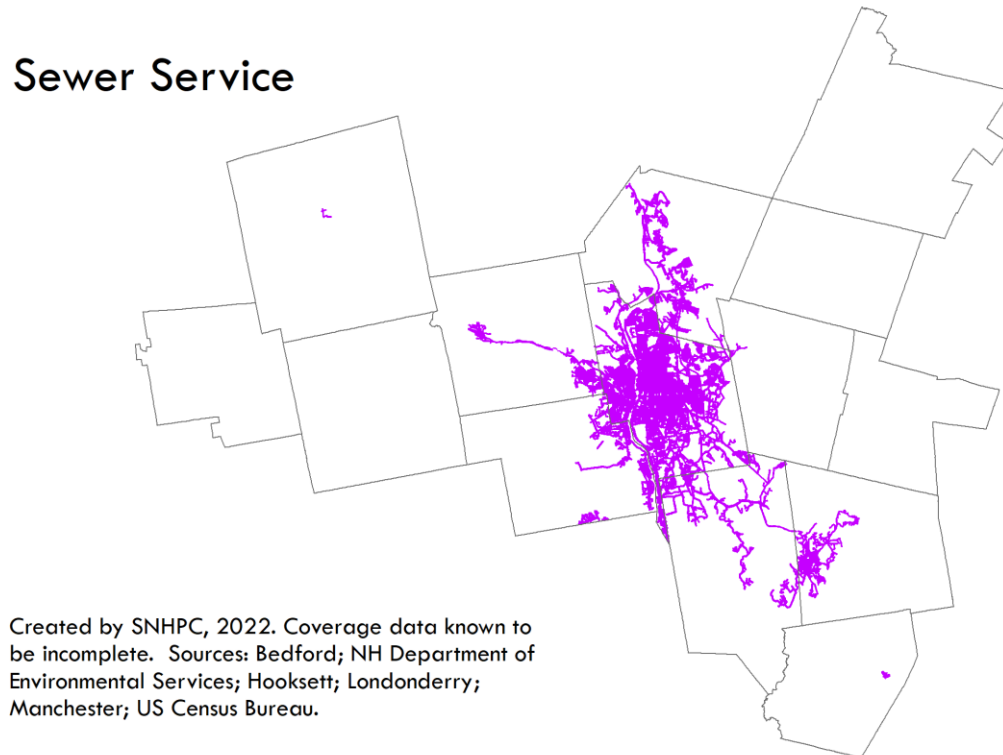 Sewer Service
Created by SNHPC, 2022. Coverage data known to
be incomplete. Sources: Bedford; NH Department of
Environmental Services; Hooksett; Londonderry;
Manchester; US Census Bureau.